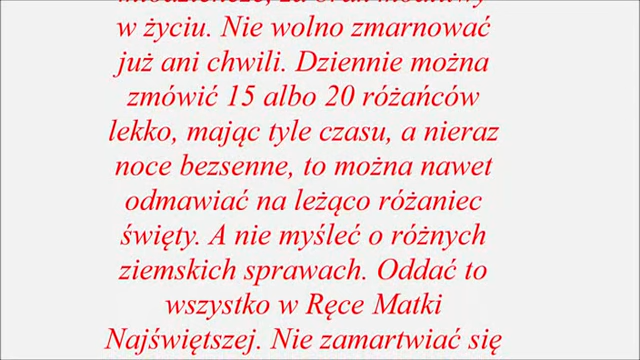 w życiu. Nie wolno zmarnować
już ani chwili. Dziennie można
zmówić 15 albo 20 różańców
lekko, mając tyle czasu, a nieraz
noce bezsenne, to można nawet
odmawiać na leżąco różaniec
święty. A nie myśleć o różnych
ziemskich sprawach. Oddać to
wszystko w Ręce Matki
Najświętszej. Nie zamartwiać się